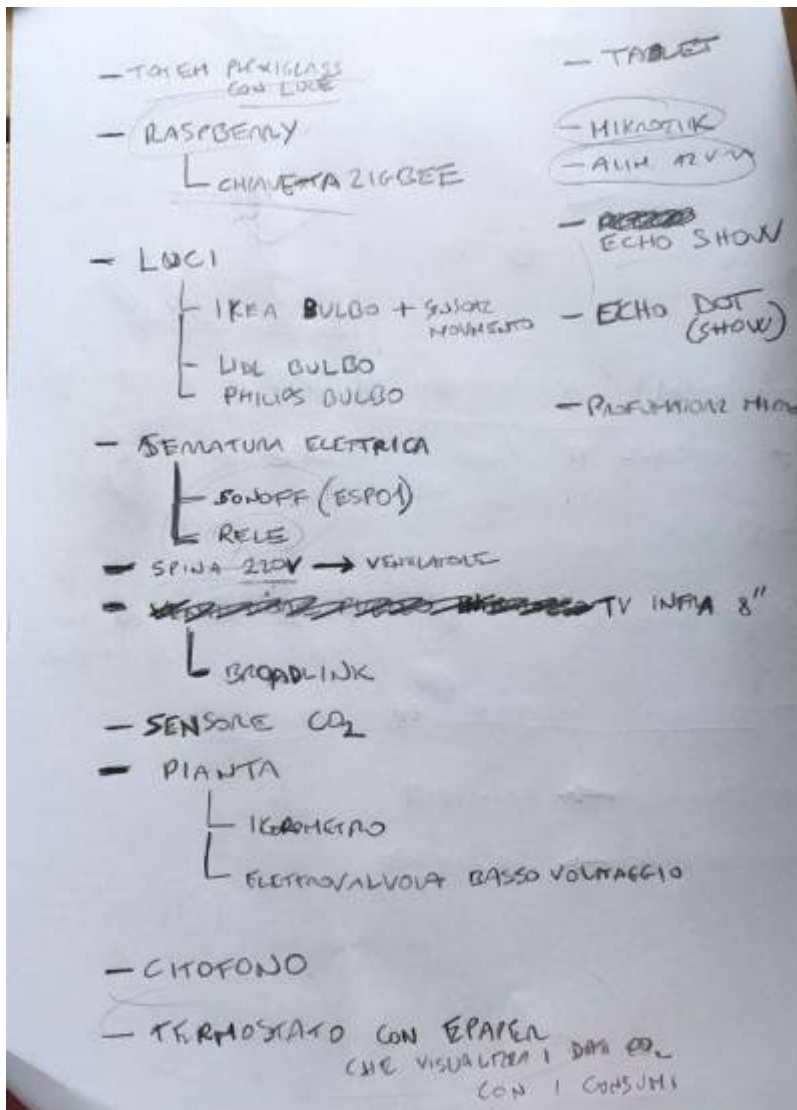 - TOTEM PLEXIGLASS
CON LUCE
- RASPBERRY
CHIAVETTA ZIGBEE
- LUCI
- IKEA BULBO + SENSORE
MOVIMENTO
- LIDL BULBO
- PHILIPS BULBO
- SERRATURA ELETTRICA
- SONOFF (ESP01)
- RELE
- SPINA 220V → VENTILATORE
- TV INFRA 8"
BROADLINK
- SENSORE CO2
- PIANTA
- IGROMETRO
ELETTROVALVOLA BASSO VOLTAGGIO
- CITOFONO
- TERMOSTATO CON EPAPER
CHE VISUALIZZA I DATI CO2
CON I CONSUMI
- TABLET
- MIKROTIK
- ALIM 12V
- ECHO SHOW
- ECHO DOT
(SHOW)
- PROFUMATORE